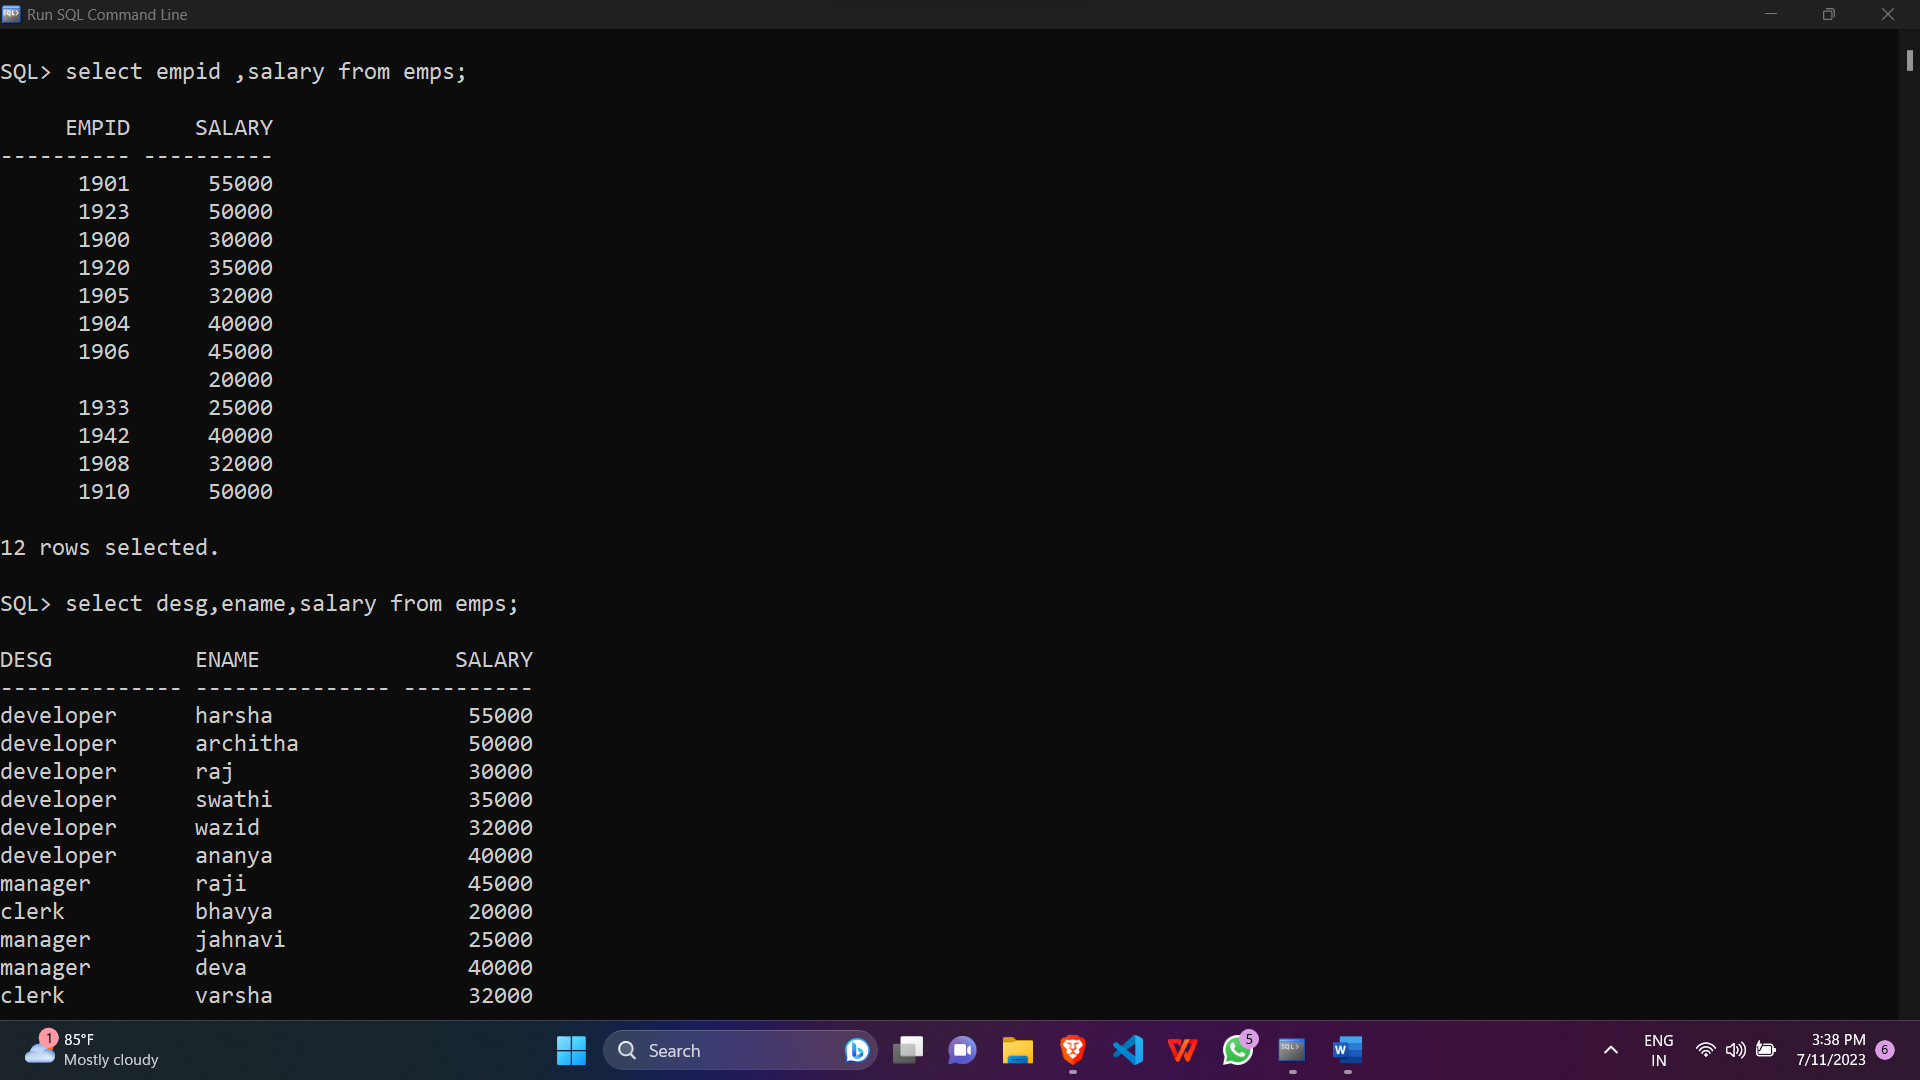 Run SQL Command Line
SQL> select empid ,salary from emps;
     EMPID     SALARY
---------- ----------
      1901      55000
      1923      50000
      1900      30000
      1920      35000
      1905      32000
      1904      40000
      1906      45000
                20000
      1933      25000
      1942      40000
      1908      32000
      1910      50000
12 rows selected.
SQL> select desg,ename,salary from emps;
DESG           ENAME               SALARY
-------------- --------------- ----------
developer      harsha               55000
developer      architha             50000
developer      raj                  30000
developer      swathi               35000
developer      wazid                32000
developer      ananya               40000
manager        raji                 45000
clerk          bhavya               20000
manager        jahnavi              25000
manager        deva                 40000
clerk          varsha               32000
1
85°F
Mostly cloudy
Search
5
SQL>
W
ENG
IN
3:38 PM
7/11/2023
6